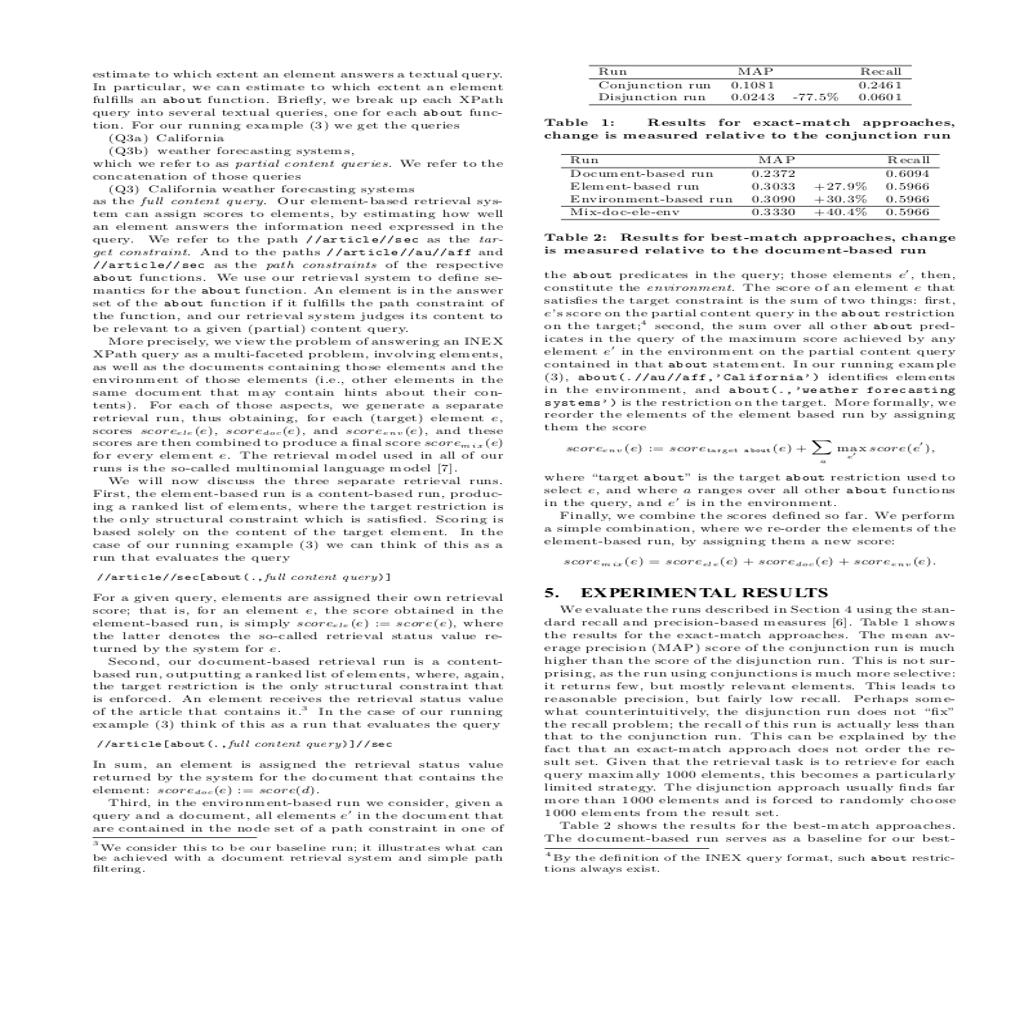 estimate to which extent an element answers a textual query.
In particular, we can estimate to which extent an element
fulfills an about function. Briefly, we break up each XPath
query into several textual queries, one for each about func-
tion. For our running example (3) we get the queries
(Q3a) California
(Q3b) weather forecasting systems,
which we refer to as partial content queries. We refer to the
concatenation of those queries
(Q3) California weather forecasting systems
as the full content query. Our element-based retrieval sys-
tem can assign scores to elements, by estimating how well
an element answers the information need expressed in the
query. We refer to the path //article//sec as the tar-
get constraint. And to the paths //article//au//aff and
//article//sec as the path constraints of the respective
about functions. We use our retrieval system to define se-
mantics for the about function. An element is in the answer
set of the about function if it fulfills the path constraint of
the function, and our retrieval system judges its content to
be relevant to a given (partial) content query.
More precisely, we view the problem of answering an INEX
XPath query as a multi-faceted problem, involving elements,
as well as the documents containing those elements and the
environment of those elements (i.e., other elements in the
same document that may contain hints about their con-
tents). For each of those aspects, we generate a separate
retrieval run, thus obtaining, for each (target) element e,
scores score_ele(e), score_doc(e), and score_env(e), and these
scores are then combined to produce a final score score_mix(e)
for every element e. The retrieval model used in all of our
runs is the so-called multinomial language model [7].
We will now discuss the three separate retrieval runs.
First, the element-based run is a content-based run, produc-
ing a ranked list of elements, where the target restriction is
the only structural constraint which is satisfied. Scoring is
based solely on the content of the target element. In the
case of our running example (3) we can think of this as a
run that evaluates the query
//article//sec[about(.,full content query)]
For a given query, elements are assigned their own retrieval
score; that is, for an element e, the score obtained in the
element-based run, is simply score_ele(e) := score(e), where
the latter denotes the so-called retrieval status value re-
turned by the system for e.
Second, our document-based retrieval run is a content-
based run, outputting a ranked list of elements, where, again,
the target restriction is the only structural constraint that
is enforced. An element receives the retrieval status value
of the article that contains it.³ In the case of our running
example (3) think of this as a run that evaluates the query
//article[about(.,full content query)]//sec
In sum, an element is assigned the retrieval status value
returned by the system for the document that contains the
element: score_doc(e) := score(d).
Third, in the environment-based run we consider, given a
query and a document, all elements e′ in the document that
are contained in the node set of a path constraint in one of
³We consider this to be our baseline run; it illustrates what can
be achieved with a document retrieval system and simple path
filtering.
Run MAP Recall
Conjunction run 0.1081 0.2461
Disjunction run 0.0243 -77.5% 0.0601
Table 1: Results for exact-match approaches,
change is measured relative to the conjunction run
Run MAP Recall
Document-based run 0.2372 0.6094
Element-based run 0.3033 +27.9% 0.5966
Environment-based run 0.3090 +30.3% 0.5966
Mix-doc-ele-env 0.3330 +40.4% 0.5966
Table 2: Results for best-match approaches, change
is measured relative to the document-based run
the about predicates in the query; those elements e′, then,
constitute the environment. The score of an element e that
satisfies the target constraint is the sum of two things: first,
e's score on the partial content query in the about restriction
on the target;⁴ second, the sum over all other about pred-
icates in the query of the maximum score achieved by any
element e′ in the environment on the partial content query
contained in that about statement. In our running example
(3), about(.//au//aff,'California') identifies elements
in the environment, and about(.,'weather forecasting
systems') is the restriction on the target. More formally, we
reorder the elements of the element based run by assigning
them the score
score_env(e) := score_target about(e) + ∑_a max_e′ score(e′),
where “target about” is the target about restriction used to
select e, and where a ranges over all other about functions
in the query, and e′ is in the environment.
Finally, we combine the scores defined so far. We perform
a simple combination, where we re-order the elements of the
element-based run, by assigning them a new score:
score_mix(e) = score_ele(e) + score_doc(e) + score_env(e).
5. EXPERIMENTAL RESULTS
We evaluate the runs described in Section 4 using the stan-
dard recall and precision-based measures [6]. Table 1 shows
the results for the exact-match approaches. The mean av-
erage precision (MAP) score of the conjunction run is much
higher than the score of the disjunction run. This is not sur-
prising, as the run using conjunctions is much more selective:
it returns few, but mostly relevant elements. This leads to
reasonable precision, but fairly low recall. Perhaps some-
what counterintuitively, the disjunction run does not “fix”
the recall problem; the recall of this run is actually less than
that to the conjunction run. This can be explained by the
fact that an exact-match approach does not order the re-
sult set. Given that the retrieval task is to retrieve for each
query maximally 1000 elements, this becomes a particularly
limited strategy. The disjunction approach usually finds far
more than 1000 elements and is forced to randomly choose
1000 elements from the result set.
Table 2 shows the results for the best-match approaches.
The document-based run serves as a baseline for our best-
⁴By the definition of the INEX query format, such about restric-
tions always exist.